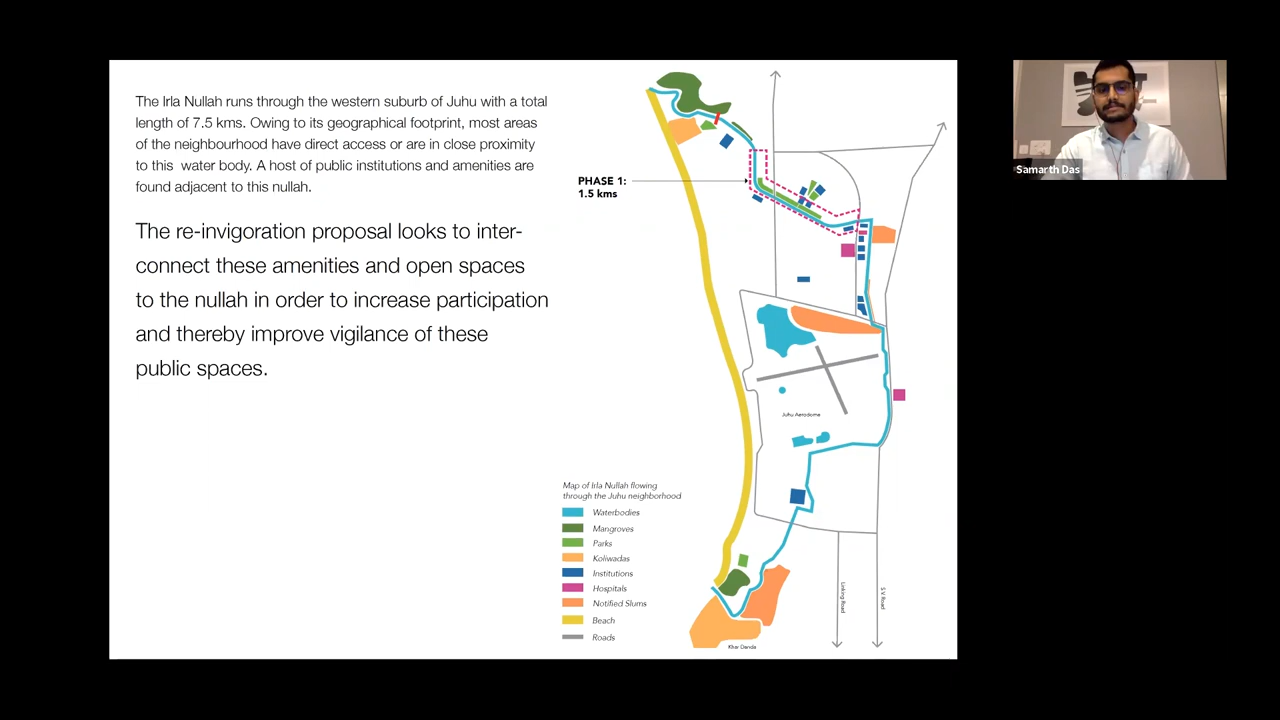 The Irla Nullah runs through the western suburb of Juhu with a total
length of 7.5 kms. Owing to its geographical footprint, most areas
of the neighbourhood have direct access or are in close proximity
to this water body. A host of public institutions and amenities are
found adjacent to this nullah.
The re-invigoration proposal looks to inter-
connect these amenities and open spaces
to the nullah in order to increase participation
and thereby improve vigilance of these
public spaces.
PHASE 1:
1.5 kms
Juhu Aerodome
Map of Irla Nullah flowing
through the Juhu neighborhood
Waterbodies
Mangroves
Parks
Koliwadas
Institutions
Hospitals
Notified Slums
Beach
Roads
Linking Road
S V Road
Khar Danda
Samarth Das